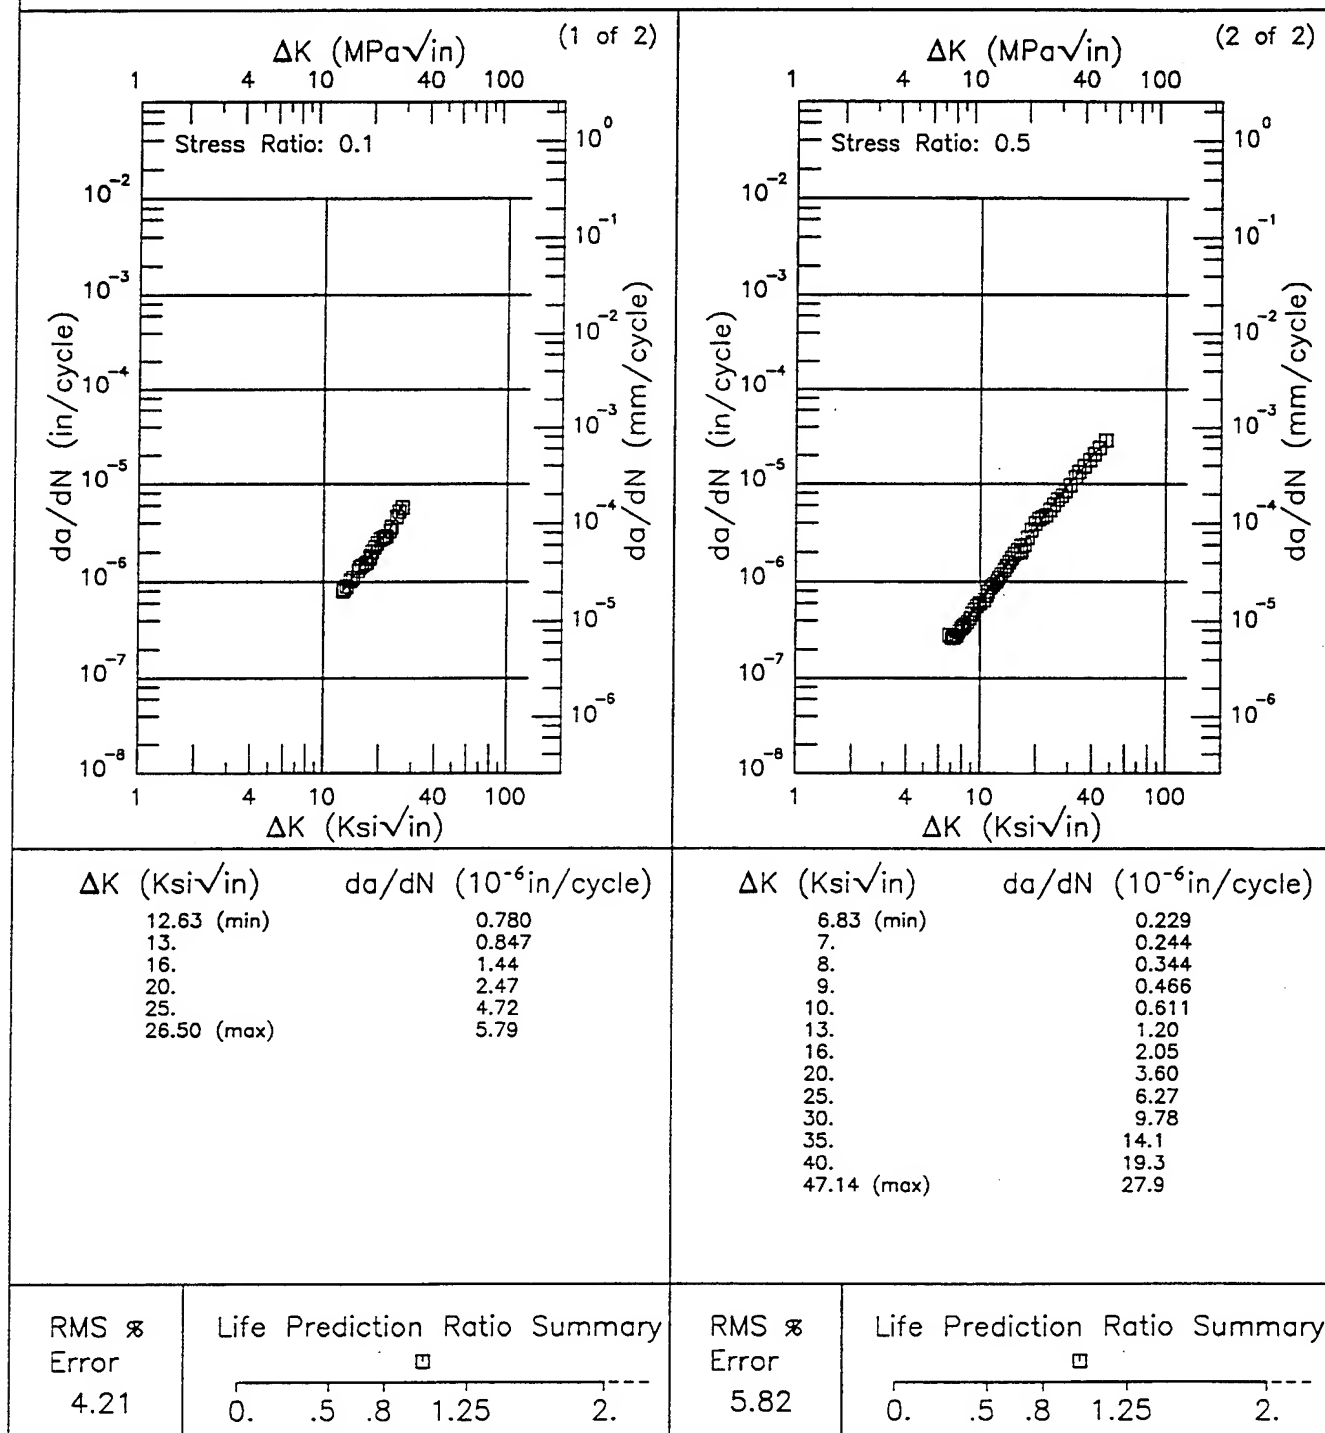 (1 of 2)
ΔK (MPa√in)
1 4 10 40 100
Stress Ratio: 0.1
10⁰
10⁻²
10⁻¹
10⁻³
10⁻²
10⁻⁴
10⁻³
10⁻⁵
10⁻⁴
10⁻⁶
10⁻⁵
10⁻⁷
10⁻⁶
10⁻⁸
da/dN (in/cycle)
da/dN (mm/cycle)
1 4 10 40 100
ΔK (Ksi√in)
ΔK (Ksi√in) da/dN (10⁻⁶in/cycle)
12.63 (min) 0.780
13. 0.847
16. 1.44
20. 2.47
25. 4.72
26.50 (max) 5.79
RMS % Error
4.21
Life Prediction Ratio Summary
0. .5 .8 1.25 2.
(2 of 2)
ΔK (MPa√in)
1 4 10 40 100
Stress Ratio: 0.5
10⁰
10⁻²
10⁻¹
10⁻³
10⁻²
10⁻⁴
10⁻³
10⁻⁵
10⁻⁴
10⁻⁶
10⁻⁵
10⁻⁷
10⁻⁶
10⁻⁸
da/dN (in/cycle)
da/dN (mm/cycle)
1 4 10 40 100
ΔK (Ksi√in)
ΔK (Ksi√in) da/dN (10⁻⁶in/cycle)
6.83 (min) 0.229
7. 0.244
8. 0.344
9. 0.466
10. 0.611
13. 1.20
16. 2.05
20. 3.60
25. 6.27
30. 9.78
35. 14.1
40. 19.3
47.14 (max) 27.9
RMS %
Error
5.82
Life Prediction Ratio Summary
0. .5 .8 1.25 2.